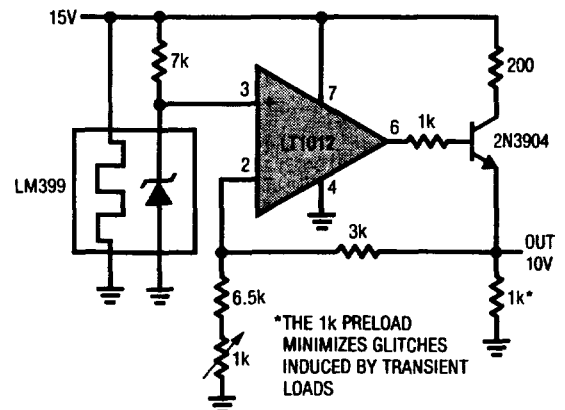 15V
7k
200
3
7
+
LT1012
6
1k
2N3904
2
−
4
LM399
3k
OUT
10V
6.5k
1k*
1k
*THE 1k PRELOAD
MINIMIZES GLITCHES
INDUCED BY TRANSIENT
LOADS